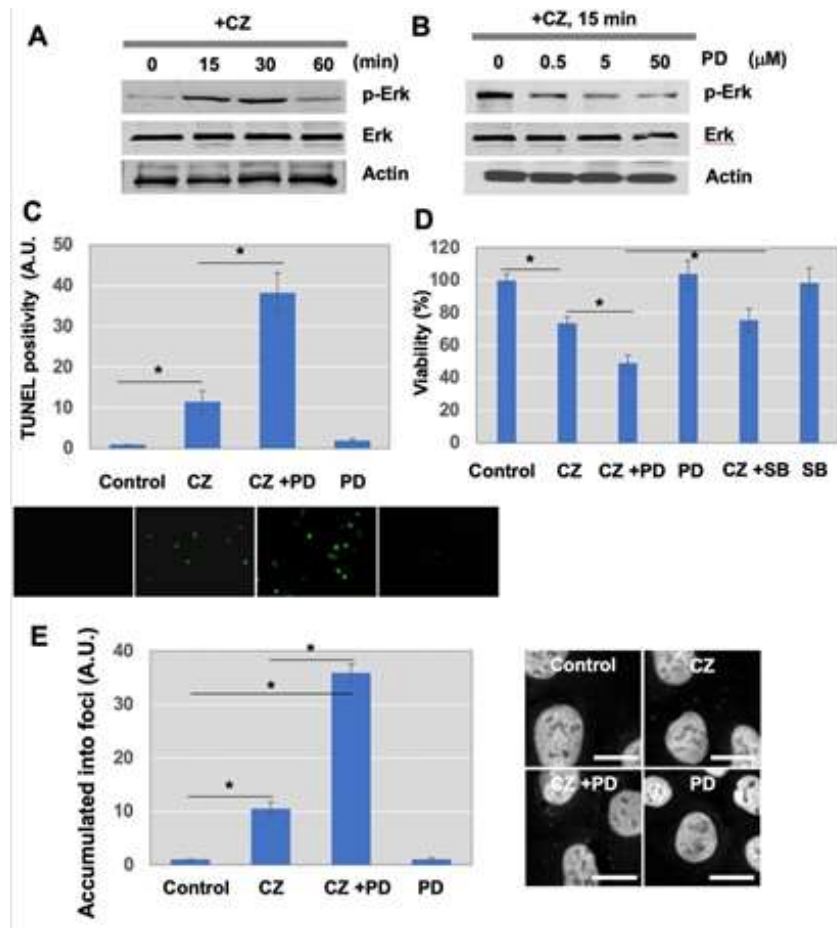 A
+CZ
0 15 30 60 (min)
p-Erk
Erk
Actin
B
+CZ, 15 min
0 0.5 5 50 PD (μM)
p-Erk
Erk
Actin
C
TUNEL positivity (A.U.
50
40
30
20
10
0
*
*
Control CZ CZ +PD PD
D
Viability (%)
120
100
80
60
40
20
0
*
*
*
Control CZ CZ +PD PD CZ +SB SB
E
Accumulated into foci (A.U.)
40
30
20
10
0
*
*
*
Control CZ CZ +PD PD
Control CZ
CZ +PD PD